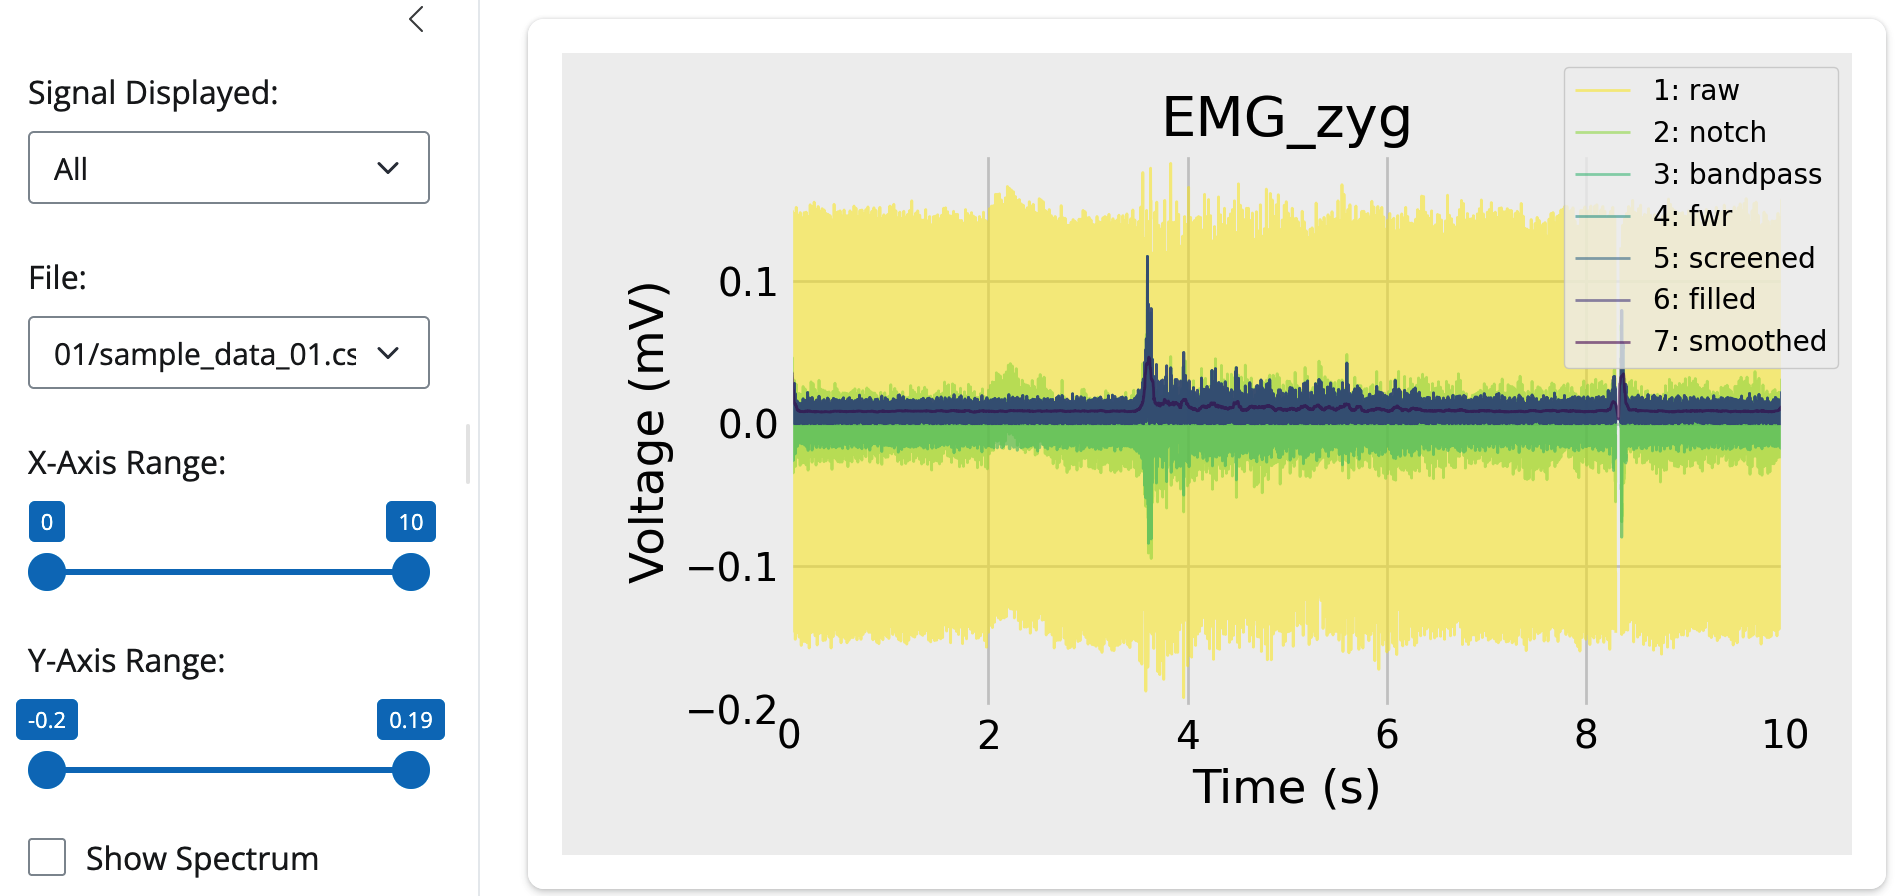 Signal Displayed:
All
File:
01/sample_data_01.cs
X-Axis Range:
0
10
Y-Axis Range:
-0.2
0.19
Show Spectrum
EMG_zyg
1: raw
2: notch
3: bandpass
4: fwr
5: screened
6: filled
7: smoothed
Voltage (mV)
0.1
0.0
−0.1
−0.2
0 2 4 6 8 10
Time (s)